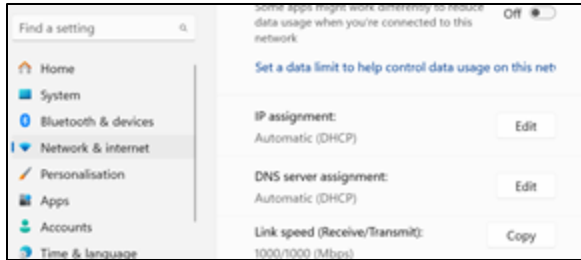 Some apps might work differently to reduce
data usage when you're connected to this
network
Off
Set a data limit to help control data usage on this net
Find a setting
Home
System
Bluetooth & devices
Network & internet
Personalisation
Apps
Accounts
Time & language
IP assignment:
Automatic (DHCP)
Edit
DNS server assignment:
Automatic (DHCP)
Edit
Link speed (Receive/Transmit):
1000/1000 (Mbps)
Copy